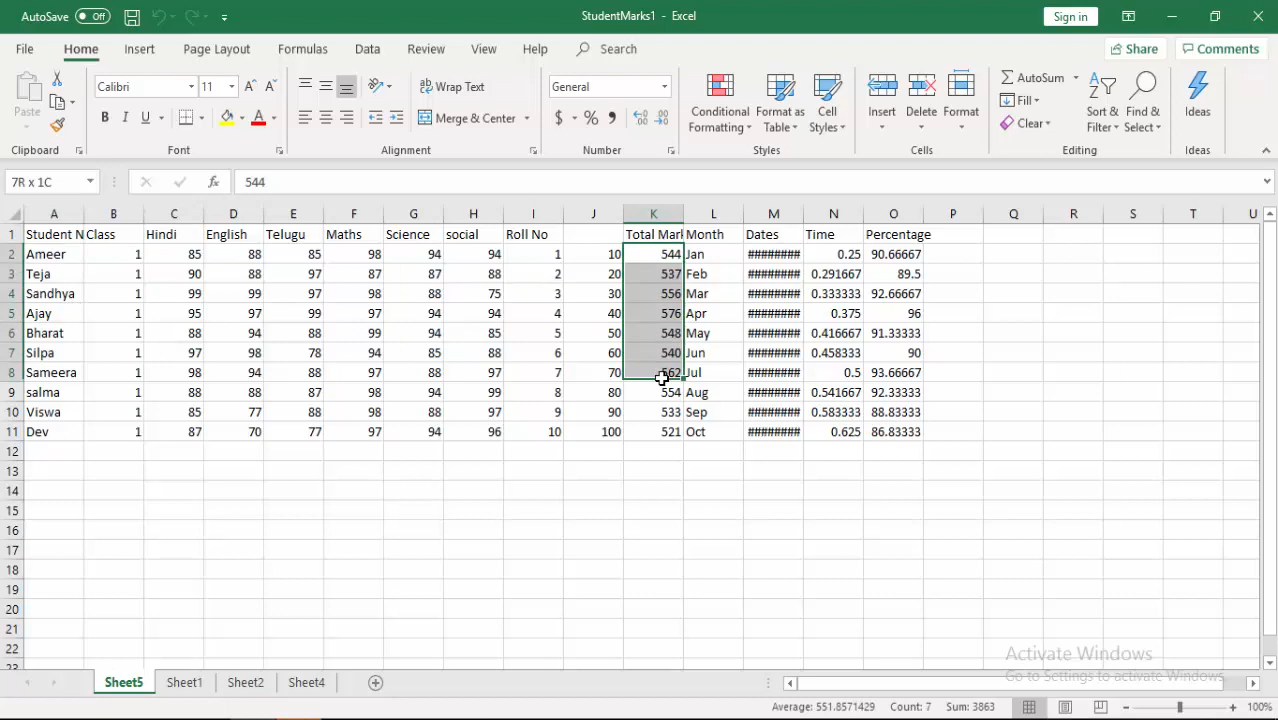 AutoSave Off StudentMarks1 - Excel Sign in
File Home Insert Page Layout Formulas Data Review View Help Search Share Comments
Paste Calibri 11 A A Wrap Text General Conditional Formatting Format as Table Cell Styles Insert Delete Format AutoSum Fill Clear Sort & Filter Find & Select Ideas
B I U A Merge & Center $ % ,
Clipboard Font Alignment Number Styles Cells Editing Ideas
7R x 1C fx 544
A B C D E F G H I J K L M N O P Q R S T U
1 Student N Class Hindi English Telugu Maths Science social Roll No Total Mark Month Dates Time Percentage
2 Ameer 1 85 88 85 98 94 94 1 10 544 Jan ######## 0.25 90.66667
3 Teja 1 90 88 97 87 87 88 2 20 537 Feb ######## 0.291667 89.5
4 Sandhya 1 99 99 97 98 88 75 3 30 556 Mar ######## 0.333333 92.66667
5 Ajay 1 95 97 99 97 94 94 4 40 576 Apr ######## 0.375 96
6 Bharat 1 88 94 88 99 94 85 5 50 548 May ######## 0.416667 91.33333
7 Silpa 1 97 98 78 94 85 88 6 60 540 Jun ######## 0.458333 90
8 Sameera 1 98 94 88 97 88 97 7 70 562 Jul ######## 0.5 93.66667
9 salma 1 88 88 87 98 94 99 8 80 554 Aug ######## 0.541667 92.33333
10 Viswa 1 85 77 88 98 88 97 9 90 533 Sep ######## 0.583333 88.83333
11 Dev 1 87 70 77 97 94 96 10 100 521 Oct ######## 0.625 86.83333
12
13
14
15
16
17
18
19
20
21
22
23
Activate Windows
Go to Settings to activate Windows.
Sheet5 Sheet1 Sheet2 Sheet4
Average: 551.8571429 Count: 7 Sum: 3863 100%